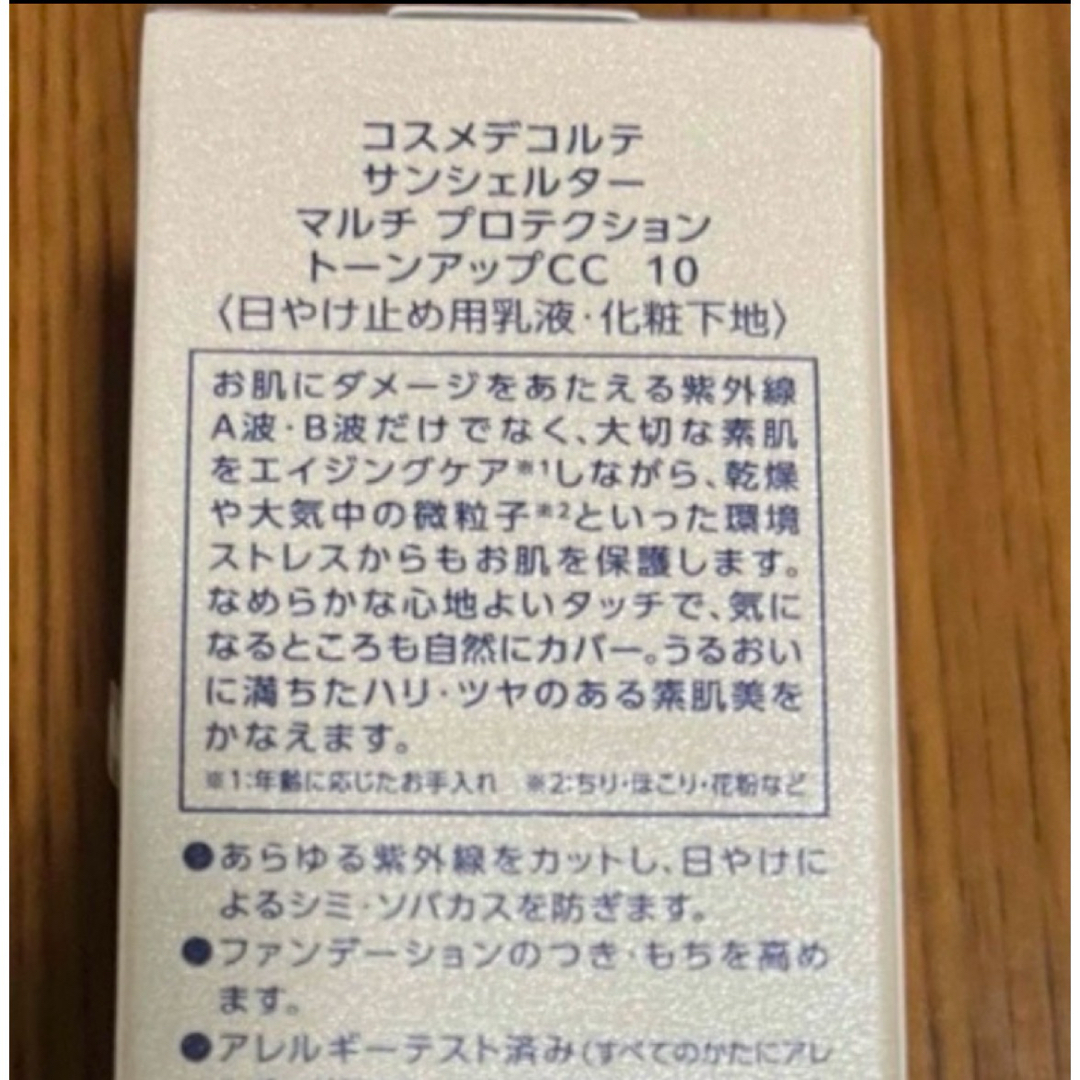 コスメデコルテ
サンシェルター
マルチ プロテクション
トーンアップCC 10
〈日やけ止め用乳液・化粧下地〉
お肌にダメージをあたえる紫外線
A波・B波だけでなく、大切な素肌
をエイジングケア※1しながら、乾燥
や大気中の微粒子※2といった環境
ストレスからもお肌を保護します。
なめらかな心地よいタッチで、気に
なるところも自然にカバー。うるおい
に満ちたハリ・ツヤのある素肌美を
かなえます。
※1:年齢に応じたお手入れ ※2:ちり・ほこり・花粉など
●あらゆる紫外線をカットし、日やけに
よるシミ・ソバカスを防ぎます。
●ファンデーションのつき・もちを高め
ます。
●アレルギーテスト済み(すべてのかたにアレ